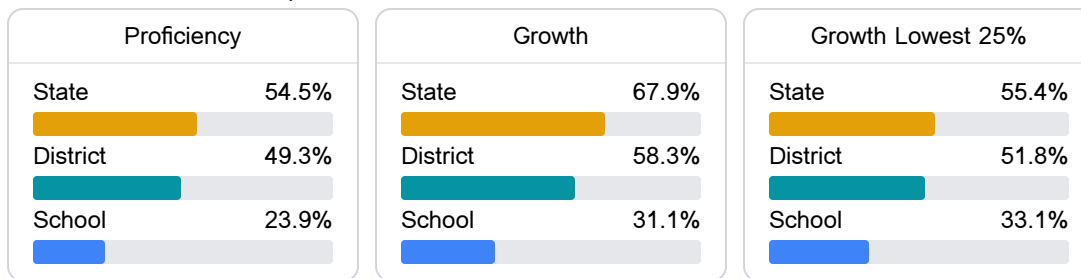 Proficiency
State 54.5%
District 49.3%
School 23.9%
Growth
State 67.9%
District 58.3%
School 31.1%
Growth Lowest 25%
State 55.4%
District 51.8%
School 33.1%